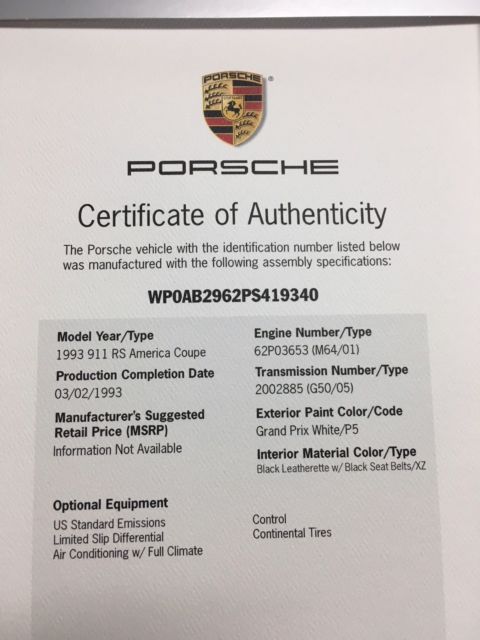 PORSCHE
®
PORSCHE
Certificate of Authenticity
The Porsche vehicle with the identification number listed below
was manufactured with the following assembly specifications:
WP0AB2962PS419340
Model Year/Type
1993 911 RS America Coupe
Production Completion Date
03/02/1993
Manufacturer's Suggested
Retail Price (MSRP)
Information Not Available
Engine Number/Type
62P03653 (M64/01)
Transmission Number/Type
2002885 (G50/05)
Exterior Paint Color/Code
Grand Prix White/P5
Interior Material Color/Type
Black Leatherette w/ Black Seat Belts/XZ
Optional Equipment
US Standard Emissions
Limited Slip Differential
Air Conditioning w/ Full Climate
Control
Continental Tires